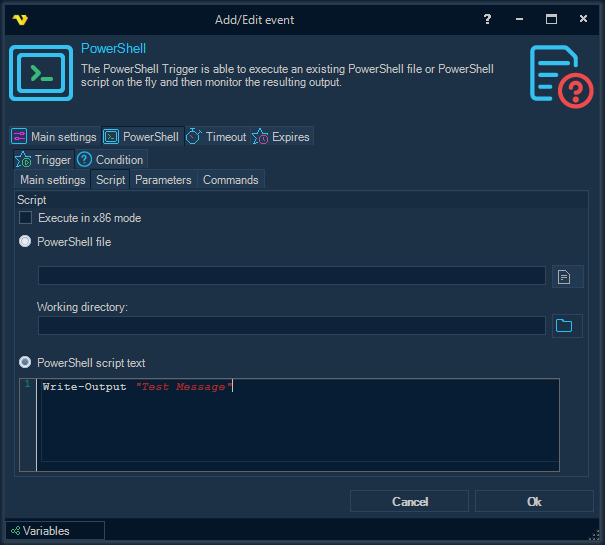 Add/Edit event
?
PowerShell
The PowerShell Trigger is able to execute an existing PowerShell file or PowerShell
script on the fly and then monitor the resulting output.
?
Main settings PowerShell Timeout Expires
Trigger ? Condition
Main settings Script Parameters Commands
Script
Execute in x86 mode
PowerShell file
Working directory:
PowerShell script text
1 Write-Output "Test Message"
Cancel Ok
Variables